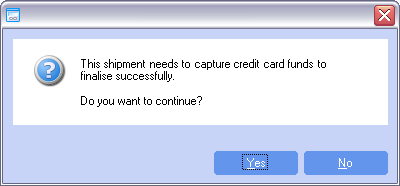 This shipment needs to capture credit card funds to
finalise successfully.
Do you want to continue?
Yes
No